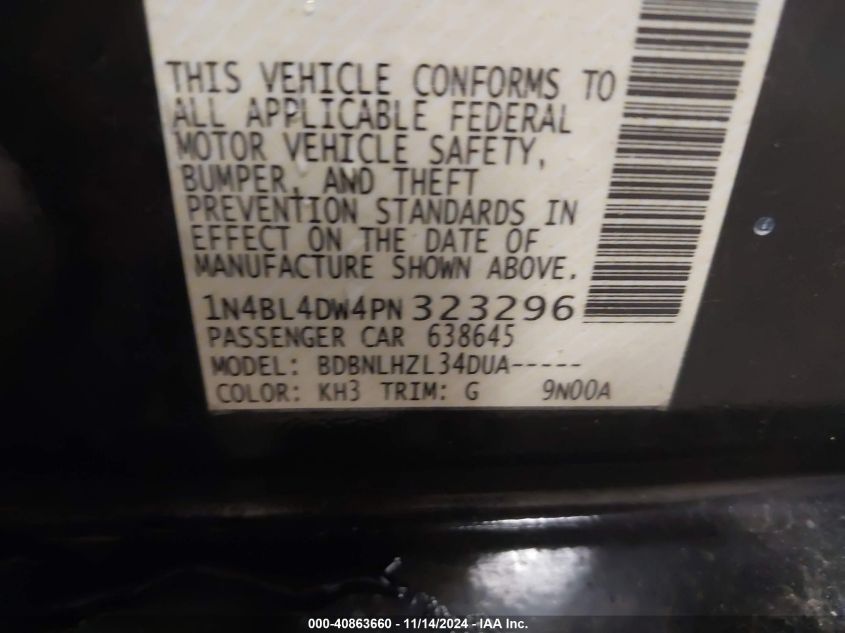 THIS VEHICLE CONFORMS TO
ALL APPLICABLE FEDERAL
MOTOR VEHICLE SAFETY,
BUMPER, AND THEFT
PREVENTION STANDARDS IN
EFFECT ON THE DATE OF
MANUFACTURE SHOWN ABOVE.
1N4BL4DW4PN323296
PASSENGER CAR 638645
MODEL: BDBNLHZL34DUA-----
COLOR: KH3 TRIM: G 9N00A
000-40863660 - 11/14/2024 - IAA Inc.